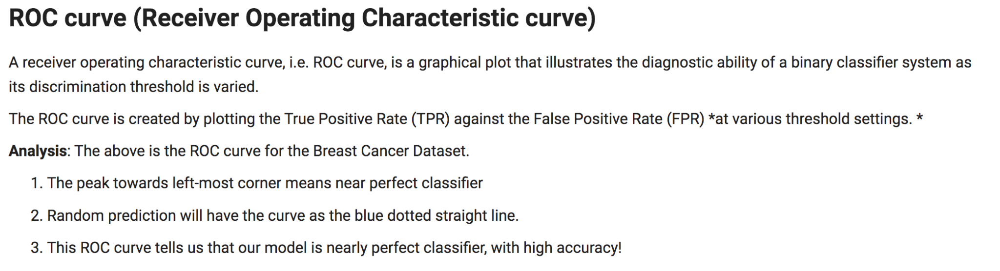 ROC curve (Receiver Operating Characteristic curve)
A receiver operating characteristic curve, i.e. ROC curve, is a graphical plot that illustrates the diagnostic ability of a binary classifier system as
its discrimination threshold is varied.
The ROC curve is created by plotting the True Positive Rate (TPR) against the False Positive Rate (FPR) *at various threshold settings. *
Analysis: The above is the ROC curve for the Breast Cancer Dataset.
1. The peak towards left-most corner means near perfect classifier
2. Random prediction will have the curve as the blue dotted straight line.
3. This ROC curve tells us that our model is nearly perfect classifier, with high accuracy!